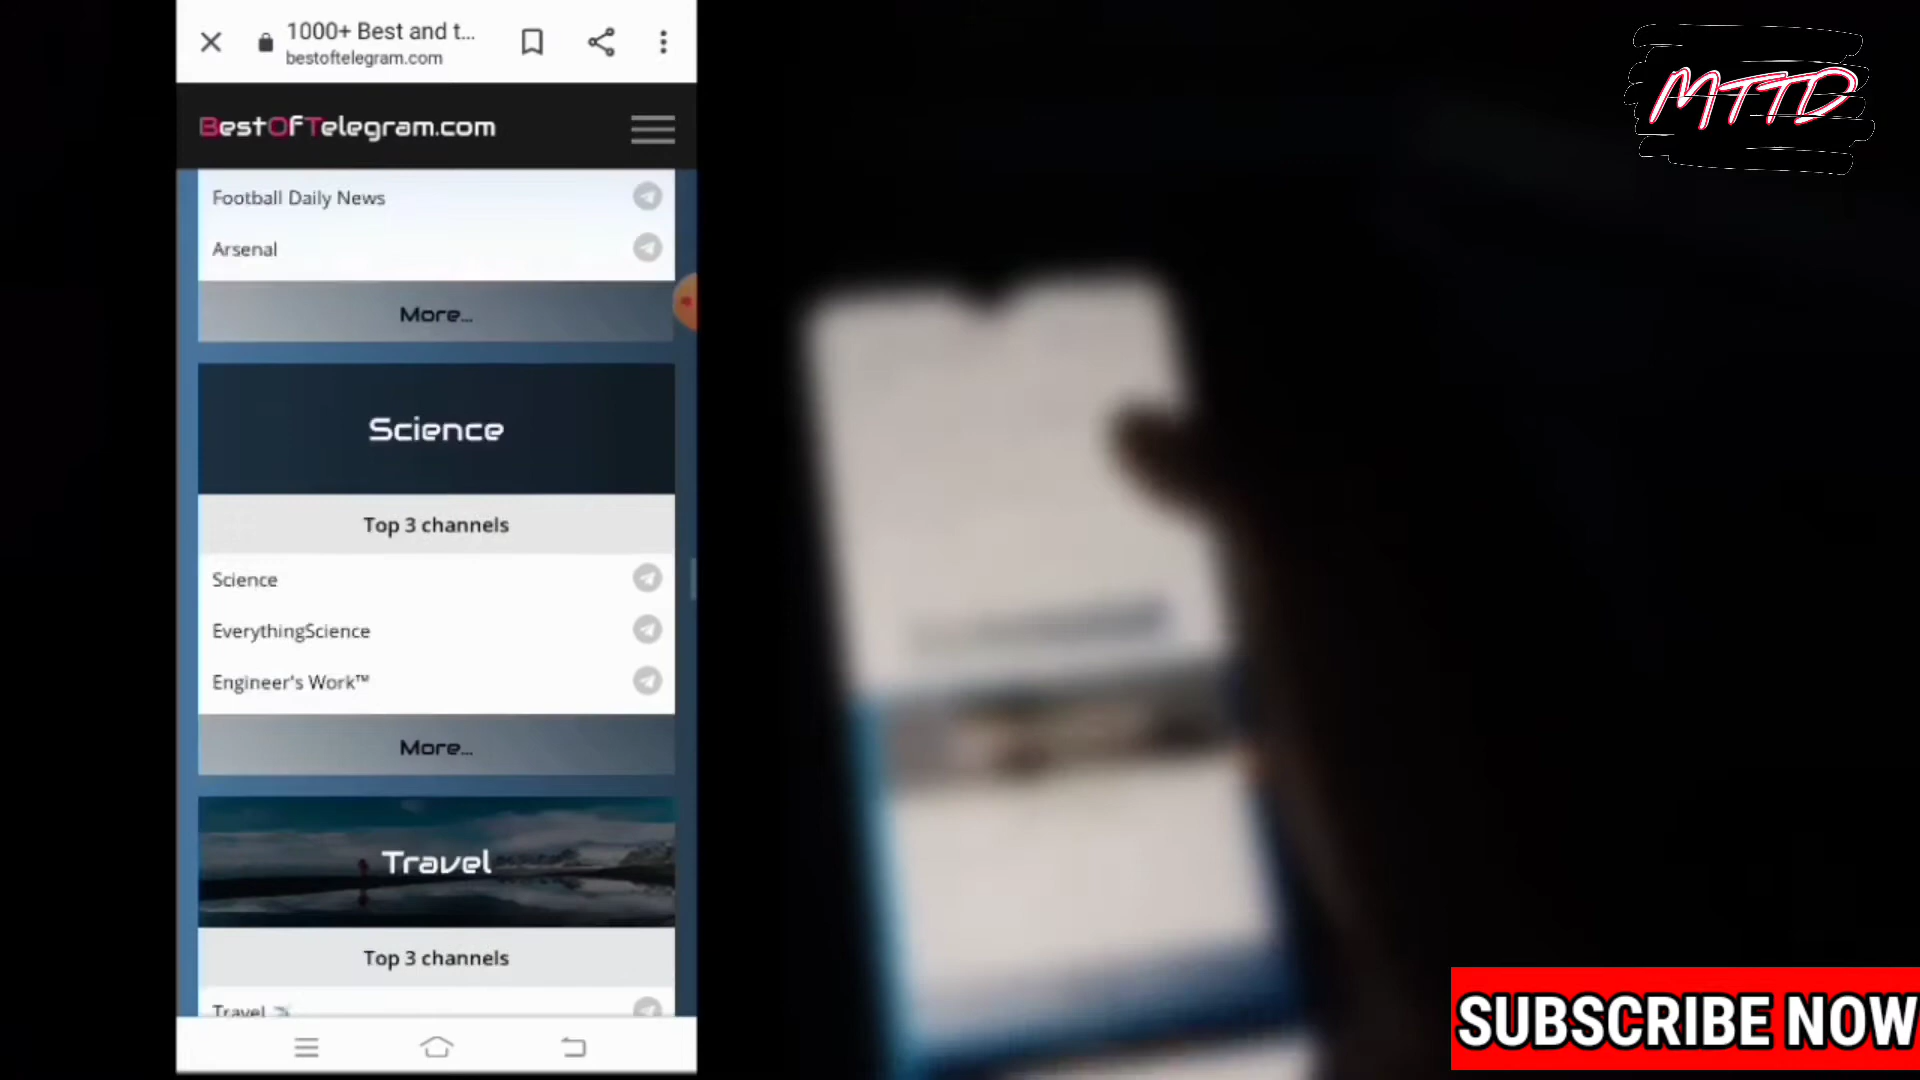 1000+ Best and t...
bestoftelegram.com
BestOfTelegram.com
Football Daily News
Arsenal
More...
Science
Top 3 channels
Science
EverythingScience
Engineer's Work™
More...
Travel
Top 3 channels
Travel
MTTD
SUBSCRIBE NOW